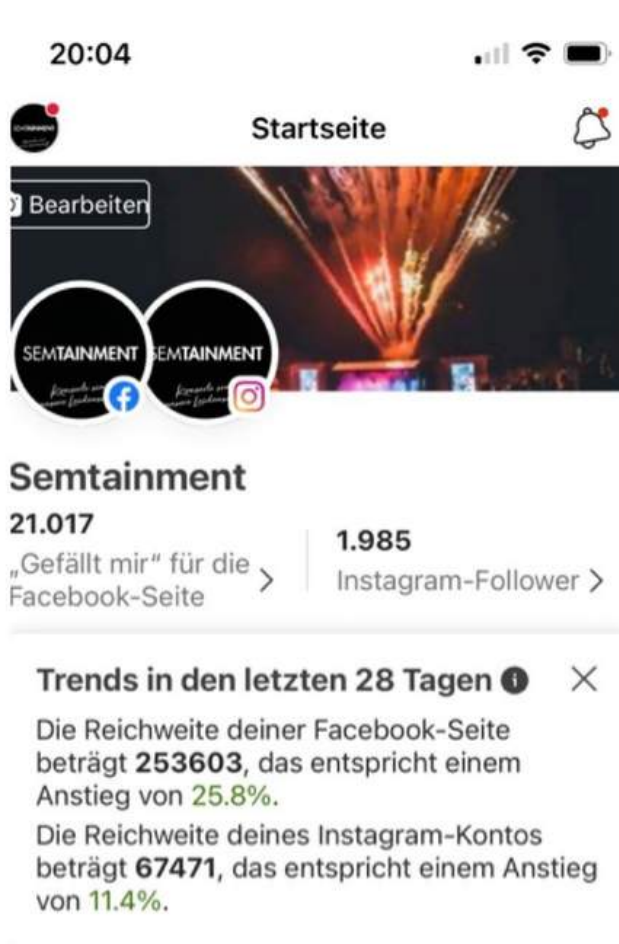 20:04
Startseite
Bearbeiten
SEMTAINMENT SEMTAINMENT
Semtainment
21.017
„Gefällt mir“ für die
Facebook-Seite
1.985
Instagram-Follower
Trends in den letzten 28 Tagen
Die Reichweite deiner Facebook-Seite
beträgt 253603, das entspricht einem
Anstieg von 25.8%.
Die Reichweite deines Instagram-Kontos
beträgt 67471, das entspricht einem Anstieg
von 11.4%.